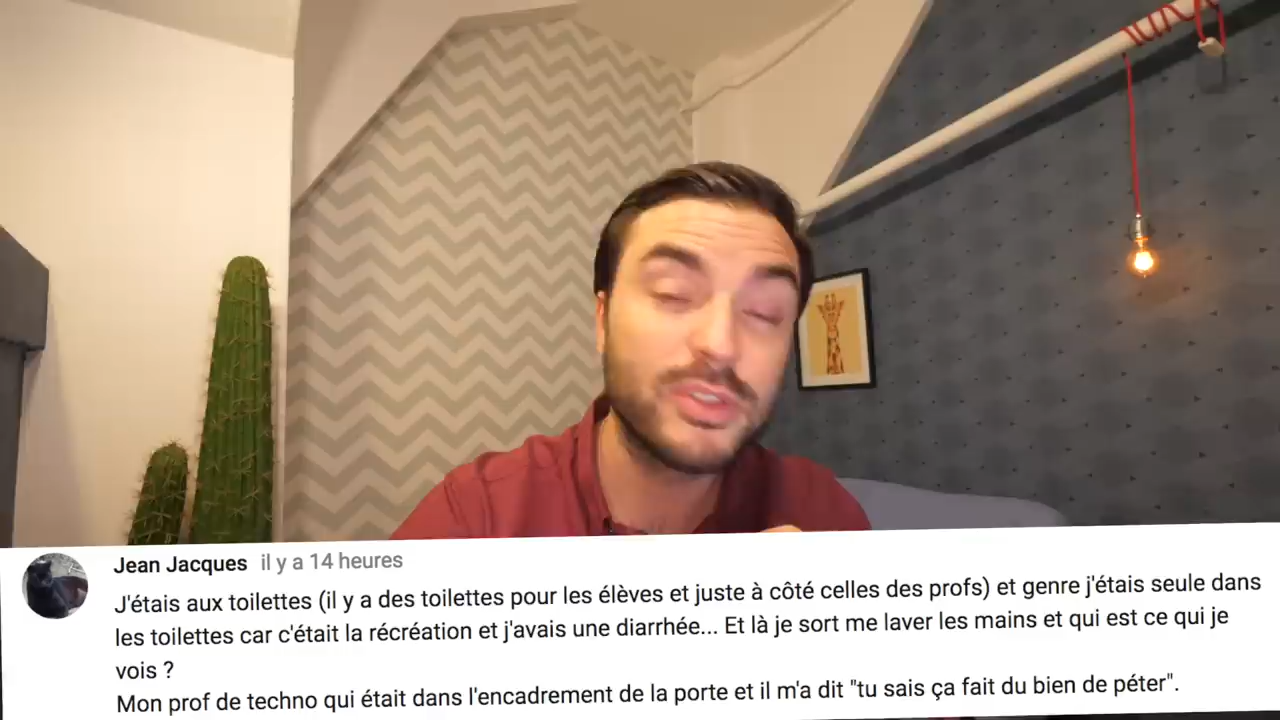 Jean Jacques il y a 14 heures
J'étais aux toilettes (il y a des toilettes pour les élèves et juste à côté celles des profs) et genre j'étais seule dans
les toilettes car c'était la récréation et j'avais une diarrhée... Et là je sort me laver les mains et qui est ce qui je
vois ?
Mon prof de techno qui était dans l'encadrement de la porte et il m'a dit "tu sais ça fait du bien de péter".